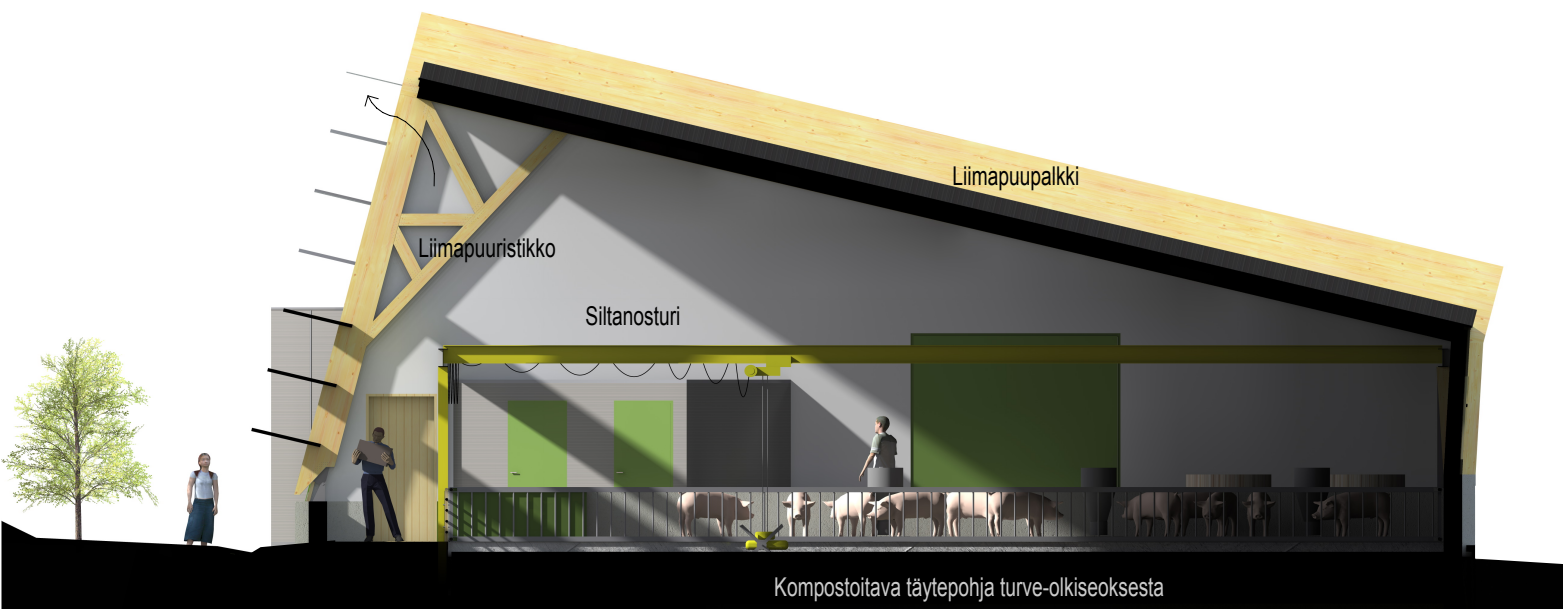 Liimapuupalkki
Liimapuuristikko
Siltanosturi
Kompostoitava täytepohja turve-olkiseoksesta